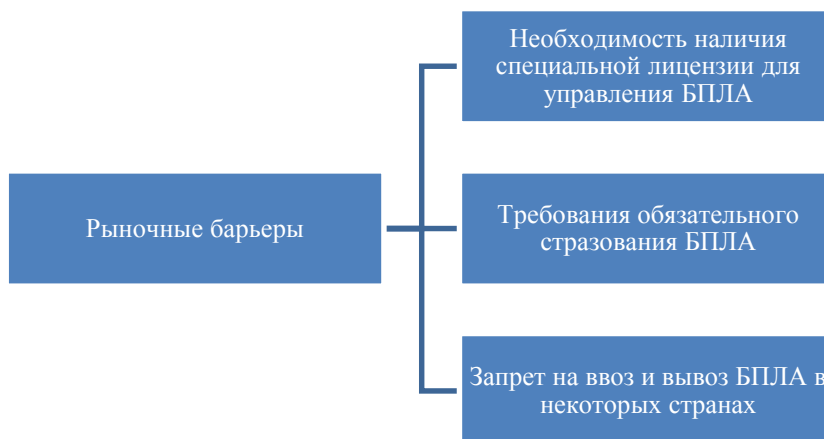 Необходимость наличия
специальной лицензии для
управления БПЛА
Рыночные барьеры
Требования обязательного
стразования БПЛА
Запрет на ввоз и вывоз БПЛА в
некоторых странах